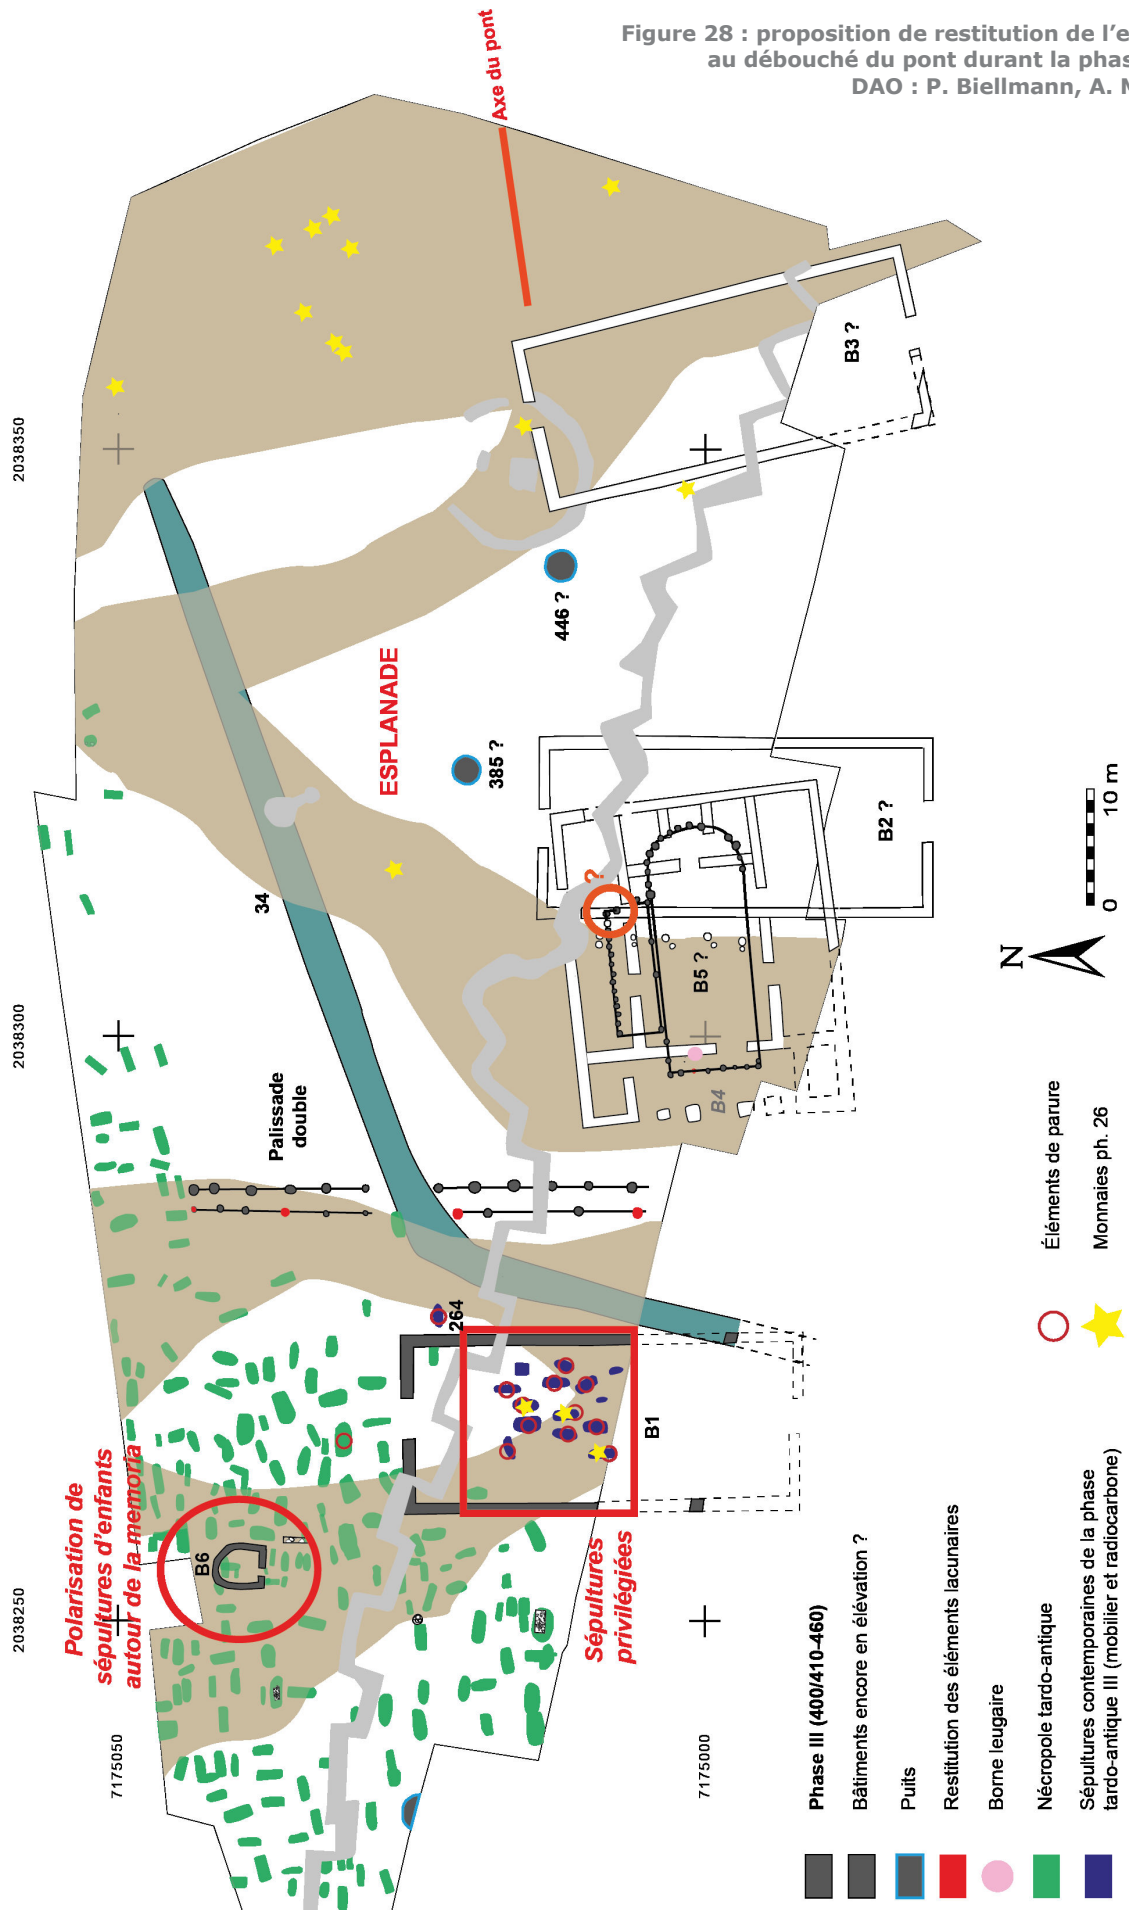 Figure 28 : proposition de restitution de l'e
au débouché du pont durant la phas
DAO : P. Biellmann, A. N
Axe du pont
2038350
2038300
2038250
7175050
7175000
B3 ?
446 ?
ESPLANADE
385 ?
B2 ?
34
?
B5 ?
B4
Palissade
double
264
B1
B6
Polarisation de
sépultures d'enfants
autour de la memoria
Sépultures
privilégiées
N
0
10 m
Phase III (400/410-460)
Bâtiments encore en élévation ?
Puits
Restitution des éléments lacunaires
Borne leugaire
Nécropole tardo-antique
Sépultures contemporaines de la phase
tardo-antique III (mobilier et radiocarbone)
Éléments de parure
Monnaies ph. 26